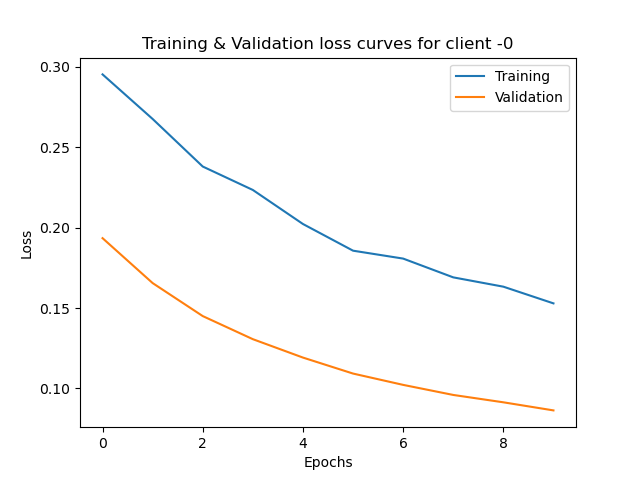 Training & Validation loss curves for client -0
Training
Validation
Loss
0.30
0.25
0.20
0.15
0.10
0 2 4 6 8
Epochs